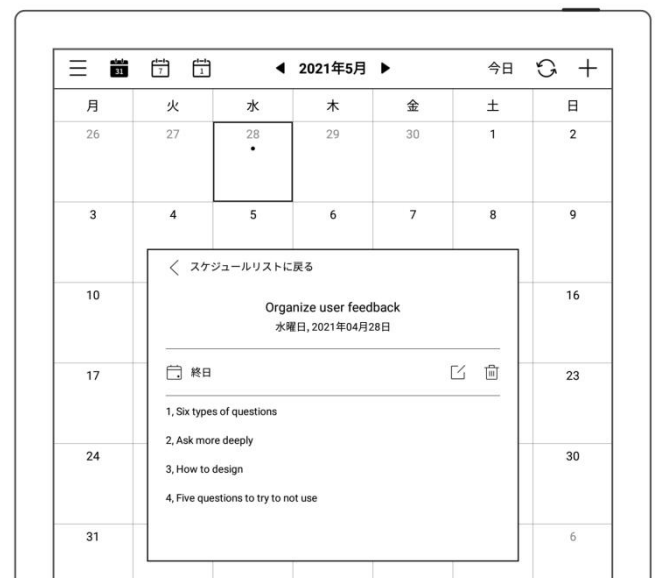 31 7 1 ◀ 2021年5月 ▶ 今日
月 火 水 木 金 土 日
26 27 28 29 30 1 2
3 4 5 6 7 8 9
スケジュールリストに戻る
10 16
Organize user feedback
水曜日, 2021年04月28日
終日
17 23
1, Six types of questions
2, Ask more deeply
24 30
3, How to design
4, Five questions to try to not use
31 6